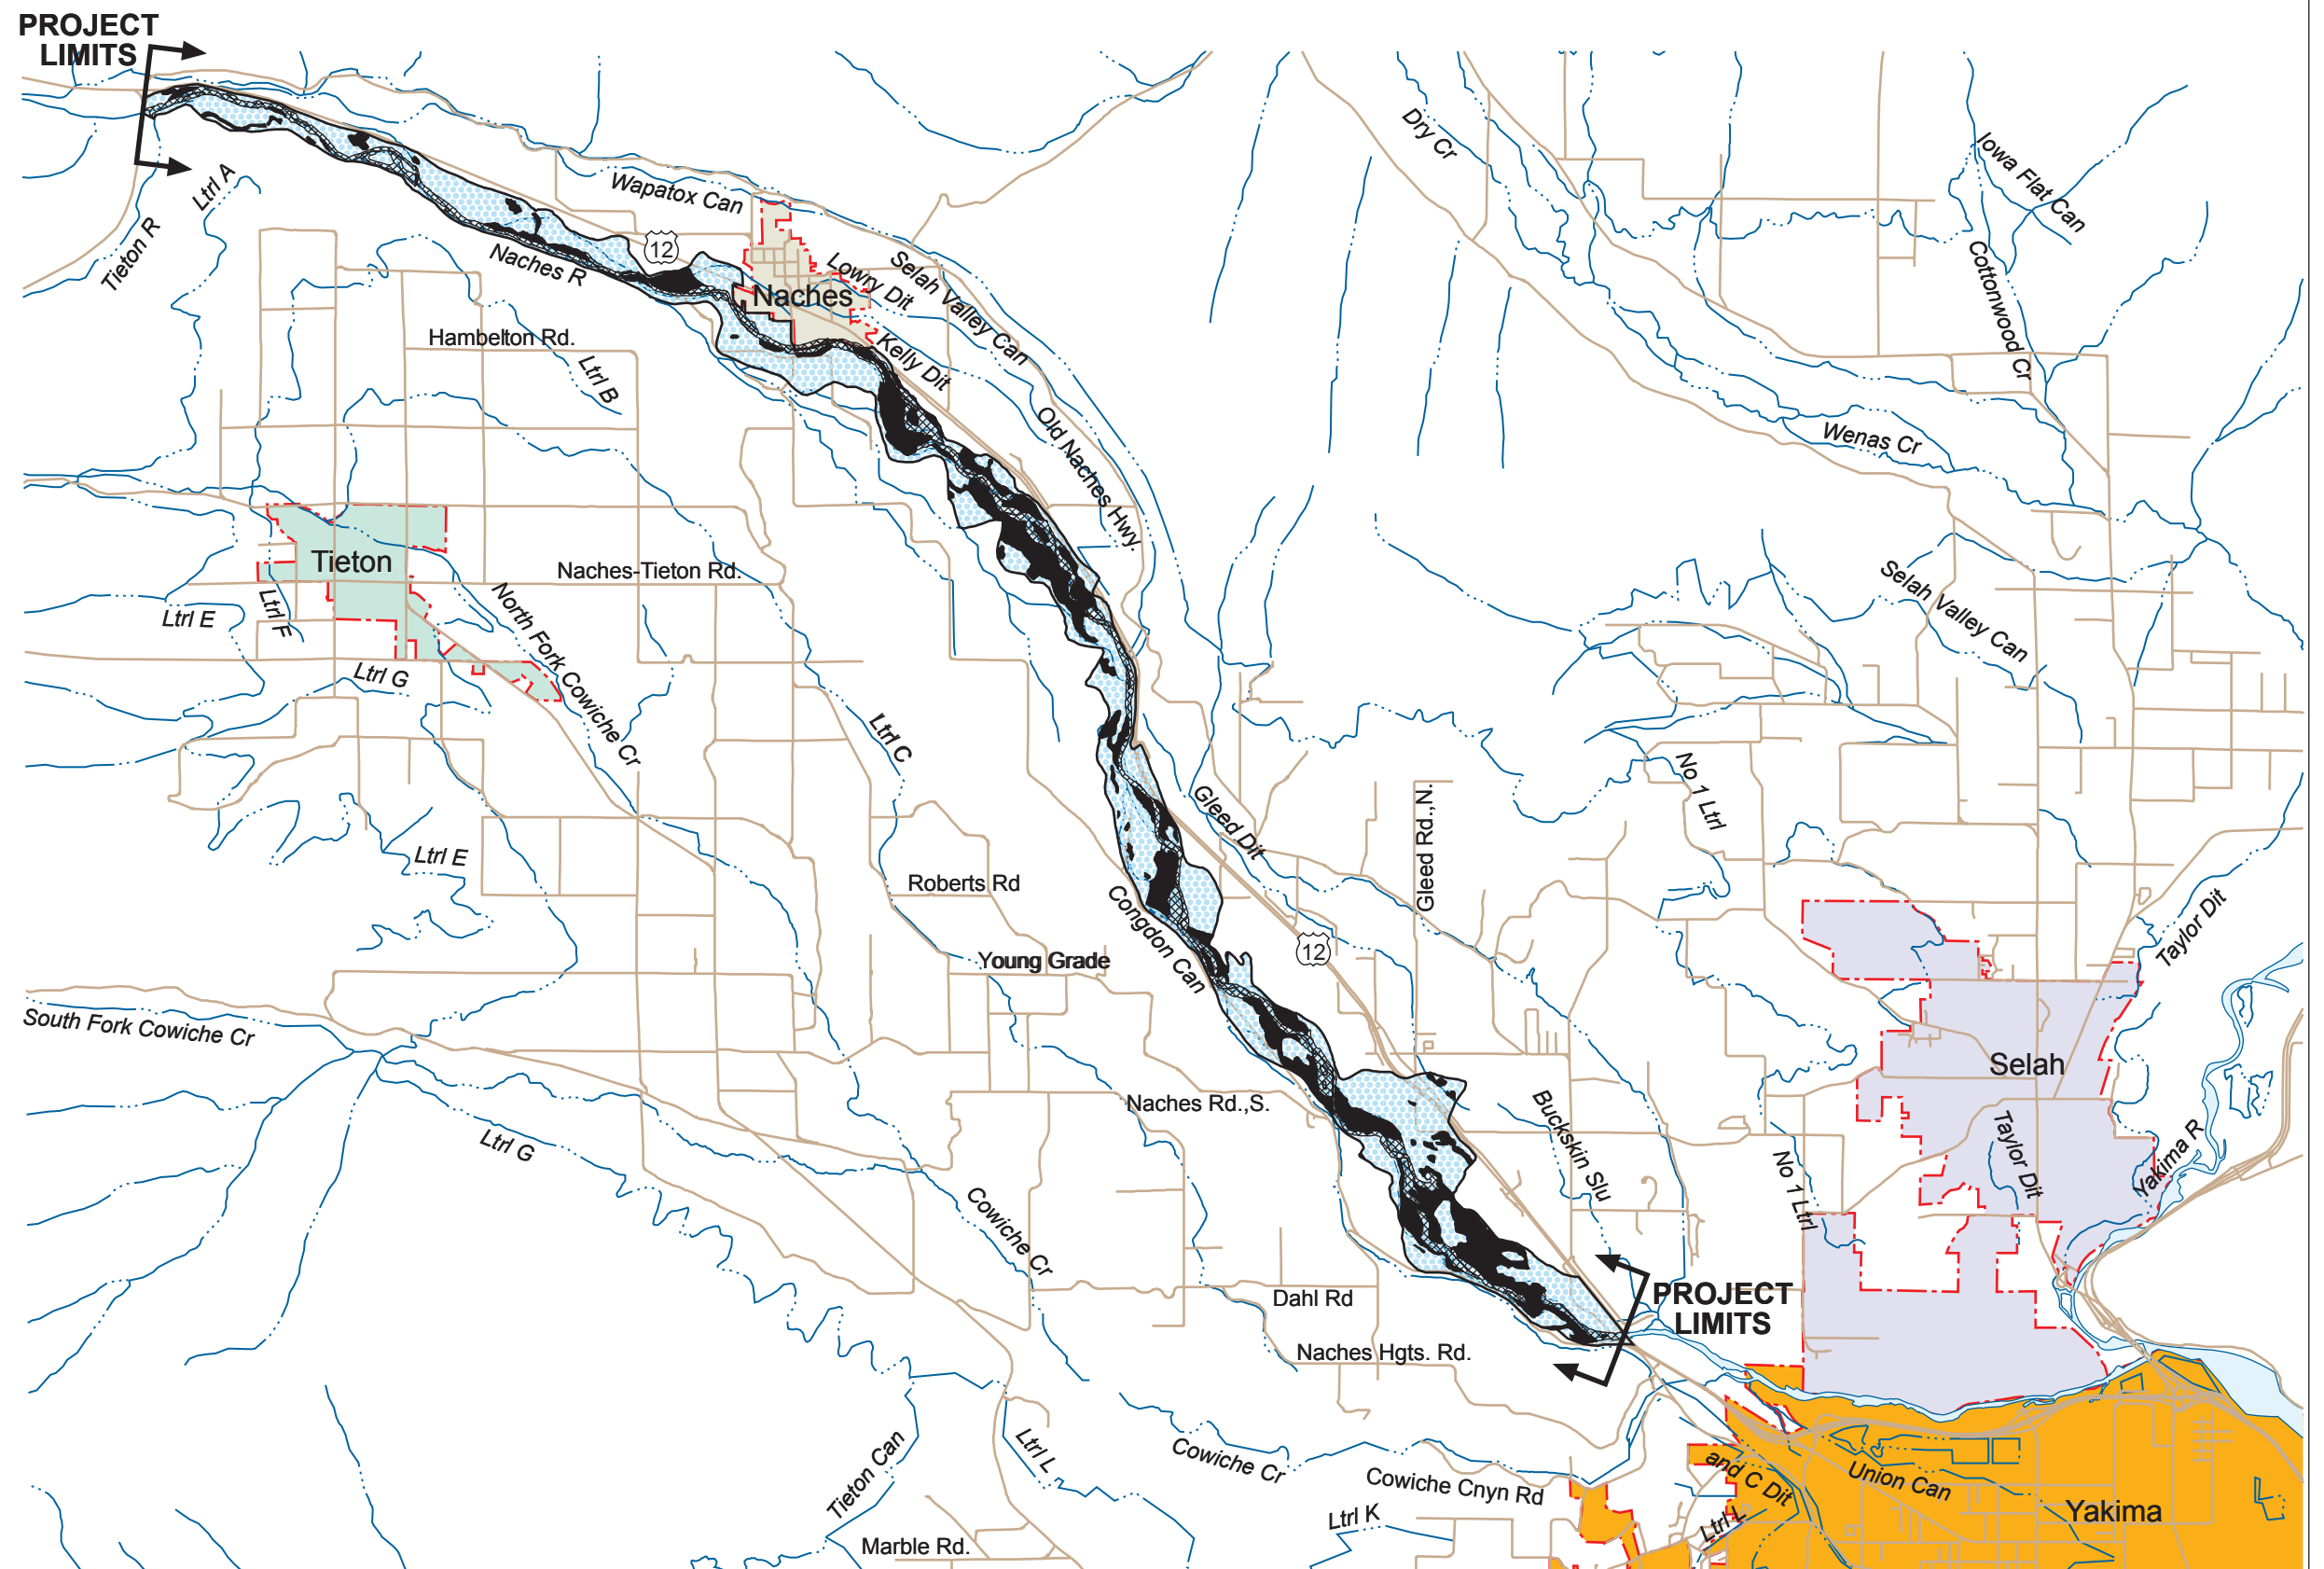 PROJECT
LIMITS
Dry Cr
Iowa Flat Can
Ltrl A
Wapatox Can
Tieton R
Naches R
12
Naches
Lowry Dit
Selah Valley Can
Cottonwood Cr
Hambelton Rd.
Ltrl B
Kelly Dit
Old Naches Hwy.
Wenas Cr
Tieton
Naches-Tieton Rd.
Selah Valley Can
Ltrl E
Ltrl F
North Fork Cowiche Cr
Ltrl G
Ltrl C
No 1 Ltrl
Gleed Dit
Gleed Rd.,N.
Ltrl E
Roberts Rd
Congdon Can
Taylor Dit
12
Young Grade
South Fork Cowiche Cr
Selah
Naches Rd.,S.
Buckskin Slu
Ltrl G
Taylor Dit
Yakima R
No 1 Ltrl
Cowiche Cr
Dahl Rd
PROJECT
LIMITS
Naches Hgts. Rd.
Tieton Can
Ltrl L
Cowiche Cr
Cowiche Cnyn Rd
and C Dit
Union Can
Yakima
Ltrl K
Ltrl L
Marble Rd.